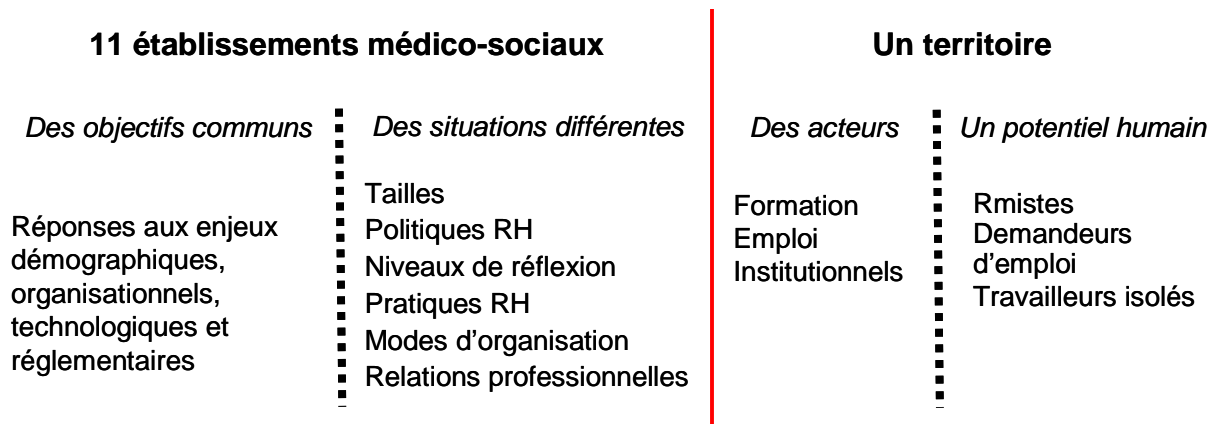 11 établissements médico-sociaux
Des objectifs communs
Réponses aux enjeux
démographiques,
organisationnels,
technologiques et
réglementaires
Des situations différentes
Tailles
Politiques RH
Niveaux de réflexion
Pratiques RH
Modes d’organisation
Relations professionnelles
Un territoire
Des acteurs
Formation
Emploi
Institutionnels
Un potentiel humain
Rmistes
Demandeurs
d’emploi
Travailleurs isolés